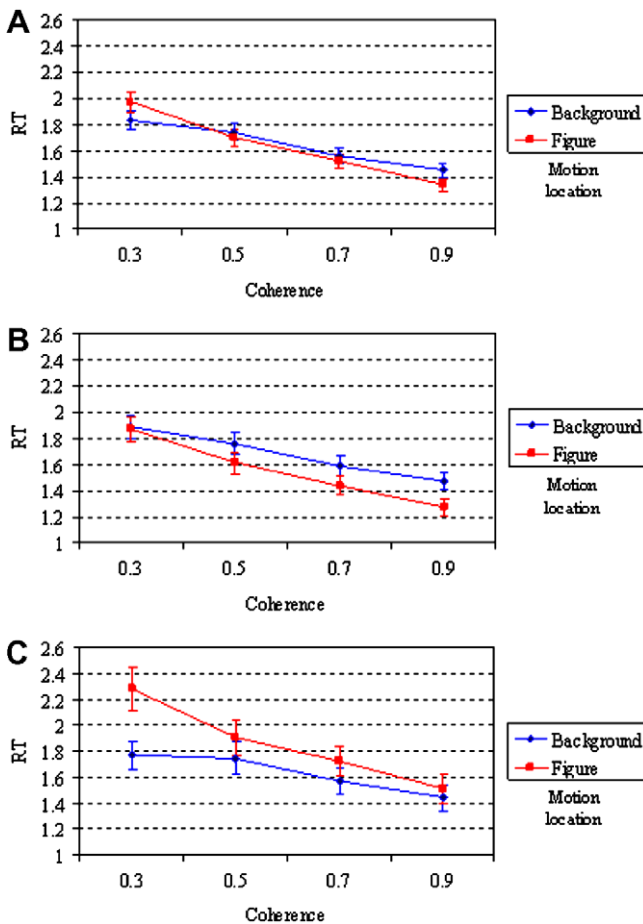 A
2.6
2.4
2.2
2
1.8
1.6
1.4
1.2
1
RT
0.3 0.5 0.7 0.9
Coherence
Background
Figure
Motion
location
B
2.6
2.4
2.2
2
1.8
1.6
1.4
1.2
1
RT
0.3 0.5 0.7 0.9
Coherence
Background
Figure
Motion
location
C
2.6
2.4
2.2
2
1.8
1.6
1.4
1.2
1
RT
0.3 0.5 0.7 0.9
Coherence
Background
Figure
Motion
location